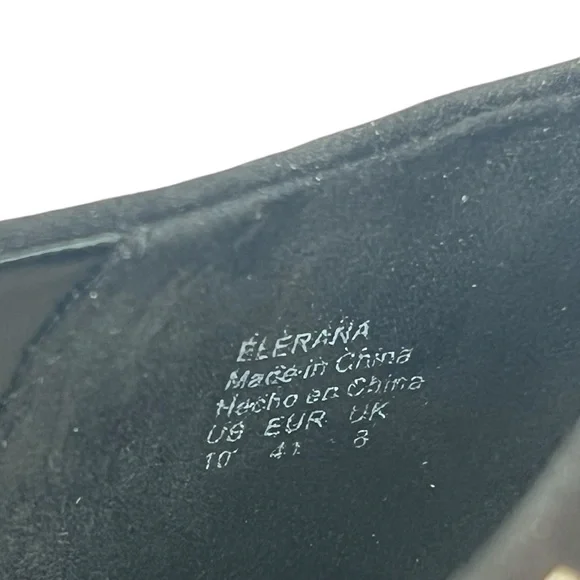 ELERANA
Made in China
Hecho en China
US EUR UK
10 41 8